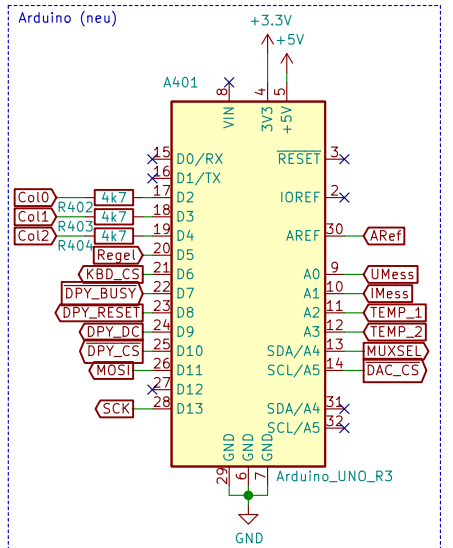 Arduino (neu)
+3.3V
+5V
A401
8 4 5
VIN 3V3 +5V
15 D0/RX RESET 3
16 D1/TX
Col0 4k7 17 D2 IOREF 2
R402
Col1 18 D3
R403
Col2 4k7 19 D4 AREF 30 ARef
R404
Regel 20 D5
KBD_CS 21 D6 A0 9 UMess
DPY_BUSY 22 D7 A1 10 IMess
DPY_RESET 23 D8 A2 11 TEMP_1
DPY_DC 24 D9 A3 12 TEMP_2
DPY_CS 25 D10 SDA/A4 13 MUXSEL
MOSI 26 D11 SCL/A5 14 DAC_CS
27 D12
SCK 28 D13 SDA/A4 31
SCL/A5 32
GND GND GND
29 6 7
Arduino_UNO_R3
GND